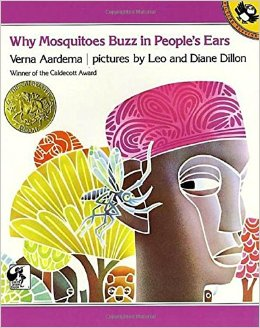 Why Mosquitoes Buzz in People's Ears
Verna Aardema | pictures by Leo and Diane Dillon
Winner of the Caldecott Award